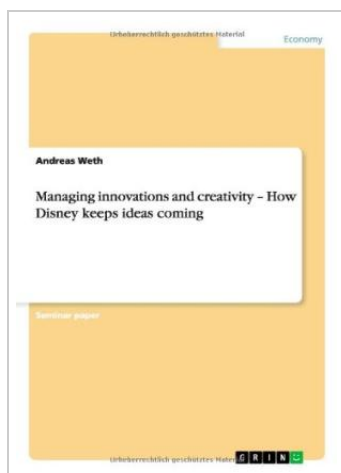 Urheberrechtlich geschütztes Material
Economy
Andreas Weth
Managing innovations and creativity – How
Disney keeps ideas coming
Seminar paper
Urheberrechtlich geschütztes Mater
GRIN